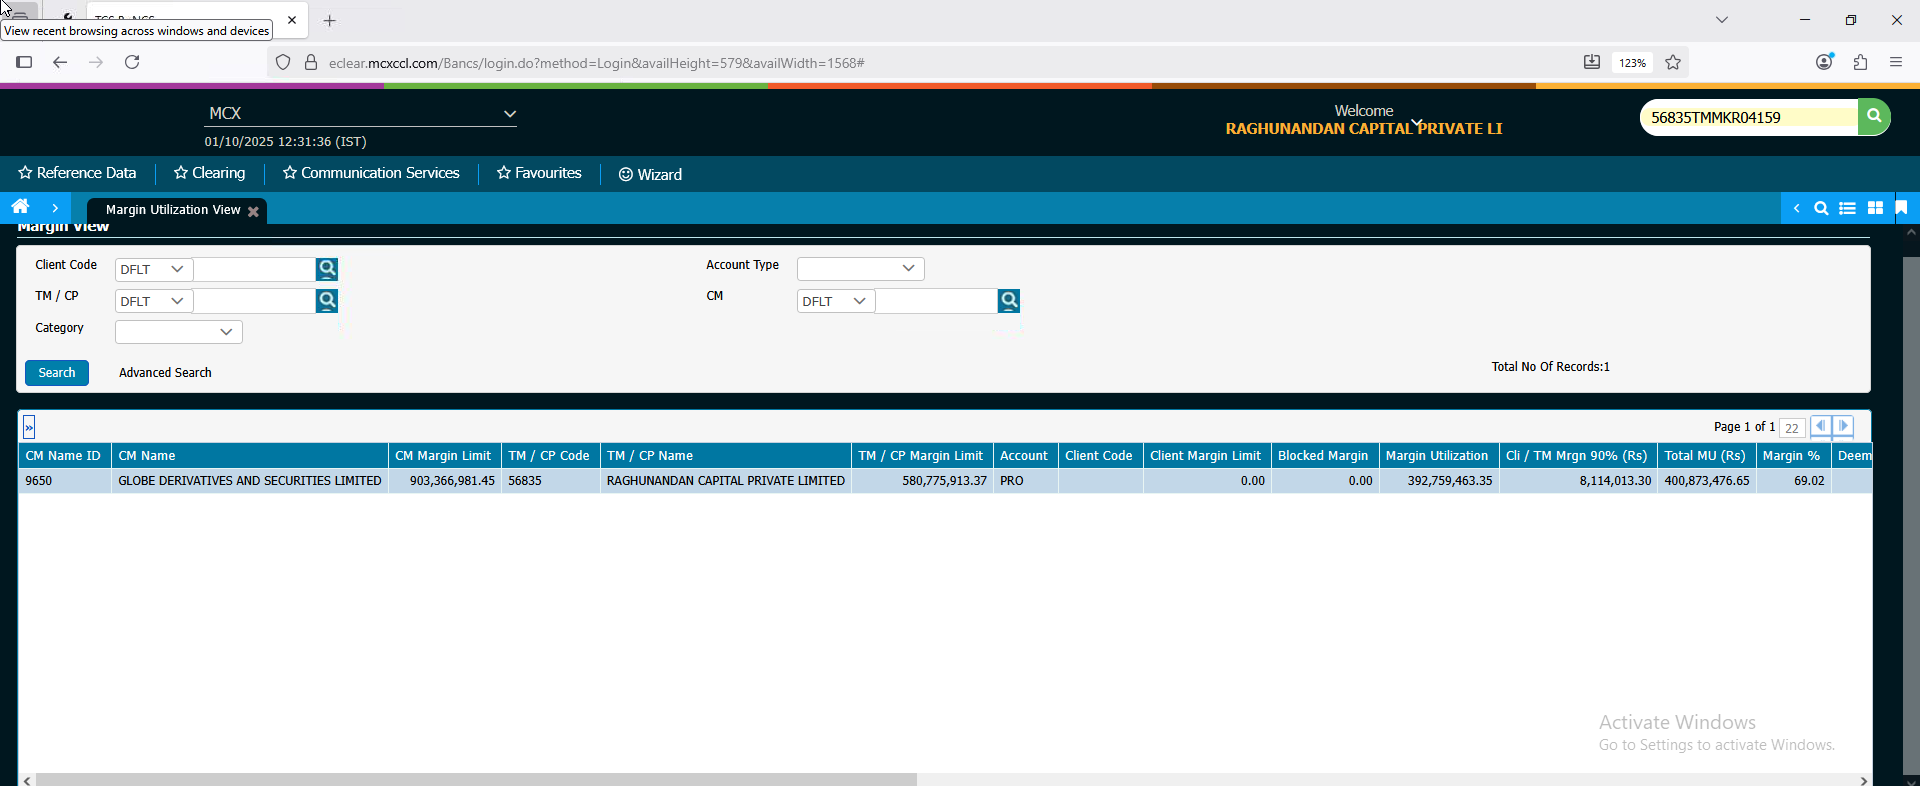 View recent browsing across windows and devices
eclear.mcxccl.com/Bancs/login.do?method=Login&availHeight=579&availWidth=1568#
123%
MCX
01/10/2025 12:31:36 (IST)
Welcome
RAGHUNANDAN CAPITAL PRIVATE LI
56835TMMKR04159
Reference Data
Clearing
Communication Services
Favourites
Wizard
Margin Utilization View
Margin View
Client Code DFLT
Account Type
TM / CP DFLT
CM DFLT
Category
Search
Advanced Search
Total No Of Records:1
»
Page 1 of 1 22
CM Name ID CM Name CM Margin Limit TM / CP Code TM / CP Name TM / CP Margin Limit Account Client Code Client Margin Limit Blocked Margin Margin Utilization Cli / TM Mrgn 90% (Rs) Total MU (Rs) Margin % Deem
9650 GLOBE DERIVATIVES AND SECURITIES LIMITED 903,366,981.45 56835 RAGHUNANDAN CAPITAL PRIVATE LIMITED 580,775,913.37 PRO 0.00 0.00 392,759,463.35 8,114,013.30 400,873,476.65 69.02
Activate Windows
Go to Settings to activate Windows.